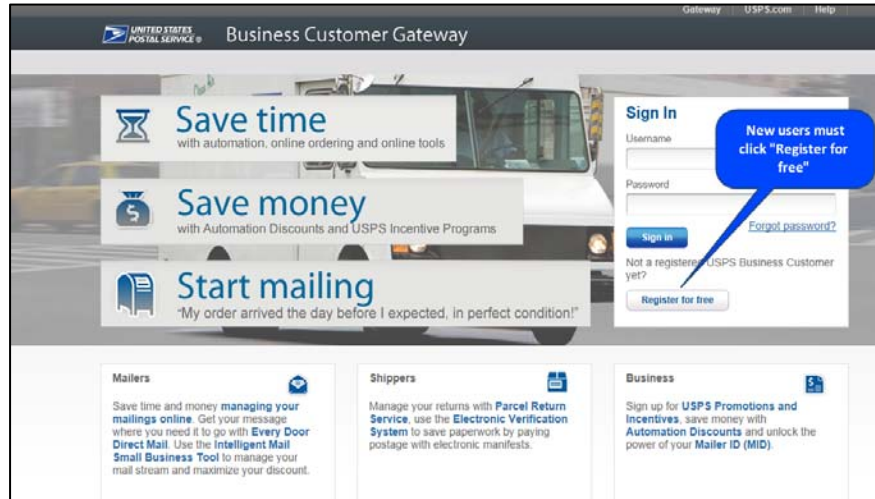 Gateway USPS.com Help
UNITED STATES
POSTAL SERVICE ® Business Customer Gateway
Save time
with automation, online ordering and online tools
Save money
with Automation Discounts and USPS Incentive Programs
Start mailing
"My order arrived the day before I expected, in perfect condition!"
Sign In
Username
New users must
click "Register for
free"
Password
Forgot password?
Sign in
Not a registered USPS Business Customer
yet?
Register for free
Mailers
Save time and money managing your
mailings online. Get your message
where you need it to go with Every Door
Direct Mail. Use the Intelligent Mail
Small Business Tool to manage your
mail stream and maximize your discount.
Shippers
Manage your returns with Parcel Return
Service, use the Electronic Verification
System to save paperwork by paying
postage with electronic manifests.
Business
Sign up for USPS Promotions and
Incentives, save money with
Automation Discounts and unlock the
power of your Mailer ID (MID).